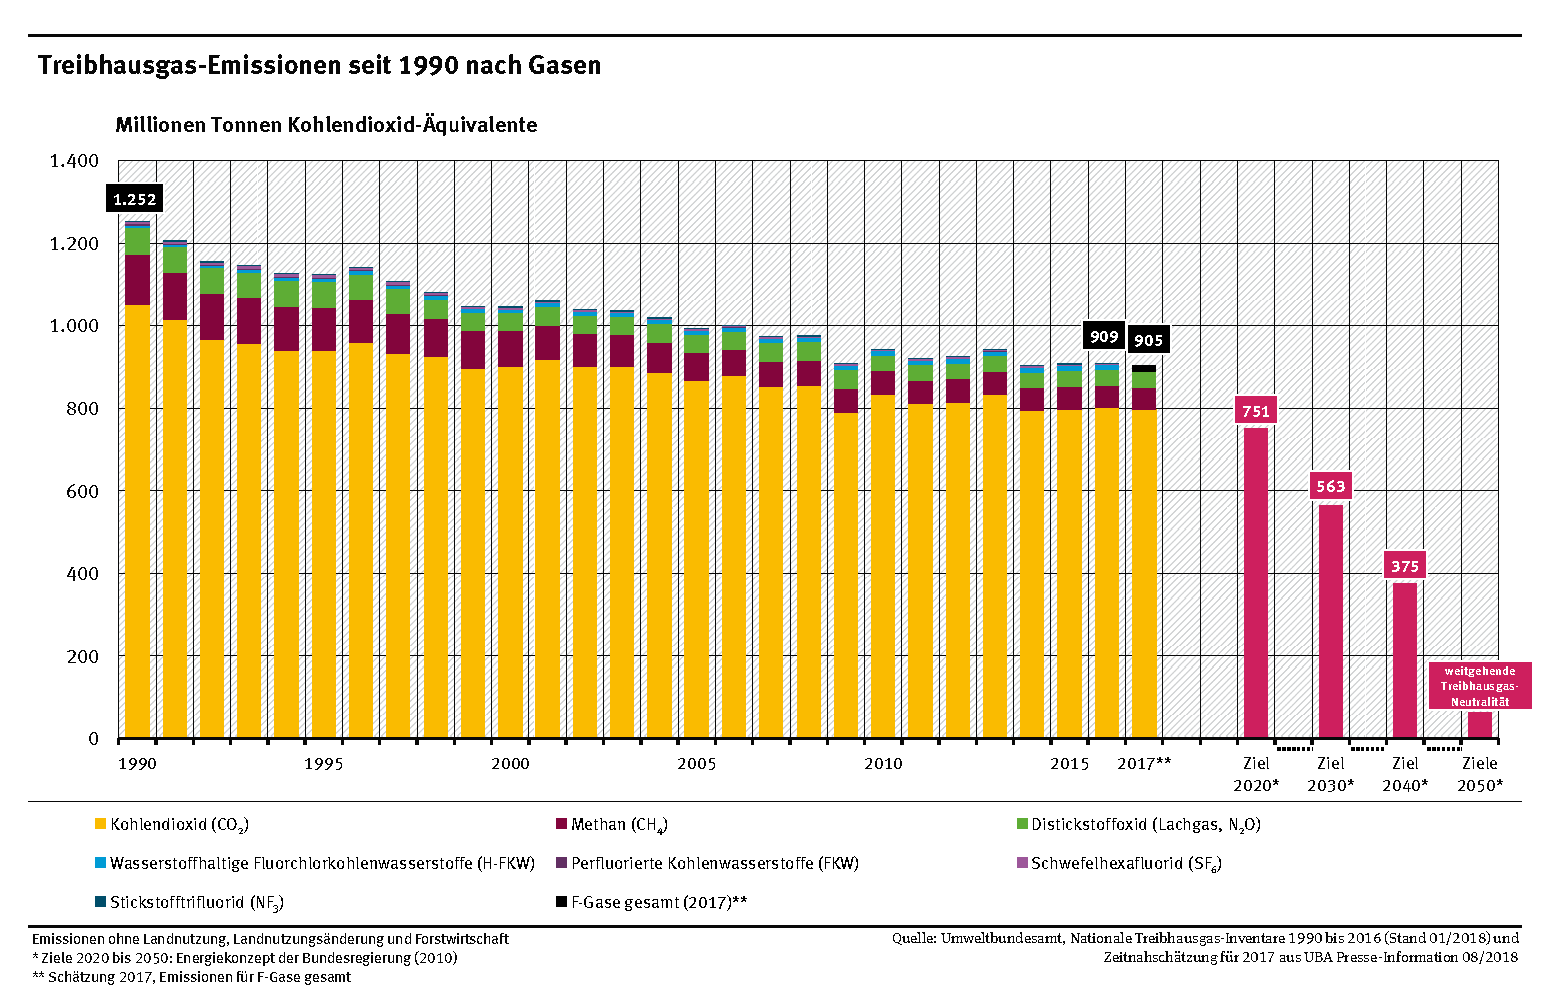 Treibhausgas-Emissionen seit 1990 nach Gasen
Millionen Tonnen Kohlendioxid-Äquivalente
1.400
1.200
1.000
800
600
400
200
0
1.252
909
905
751
563
375
weitgehende
Treibhausgas-
Neutralität
1990
1995
2000
2005
2010
2015
2017**
Ziel
2020*
Ziel
2030*
Ziel
2040*
Ziele
2050*
Kohlendioxid (CO₂)
Methan (CH₄)
Distickstoffoxid (Lachgas, N₂O)
Wasserstoffhaltige Fluorchlorkohlenwasserstoffe (H-FKW)
Perfluorierte Kohlenwasserstoffe (FKW)
Schwefelhexafluorid (SF₆)
Stickstofftrifluorid (NF₃)
F-Gase gesamt (2017)**
Emissionen ohne Landnutzung, Landnutzungsänderung und Forstwirtschaft
* Ziele 2020 bis 2050: Energiekonzept der Bundesregierung (2010)
** Schätzung 2017, Emissionen für F-Gase gesamt
Quelle: Umweltbundesamt, Nationale Treibhausgas-Inventare 1990 bis 2016 (Stand 01/2018) und
Zeitnahschätzung für 2017 aus UBA Presse-Information 08/2018